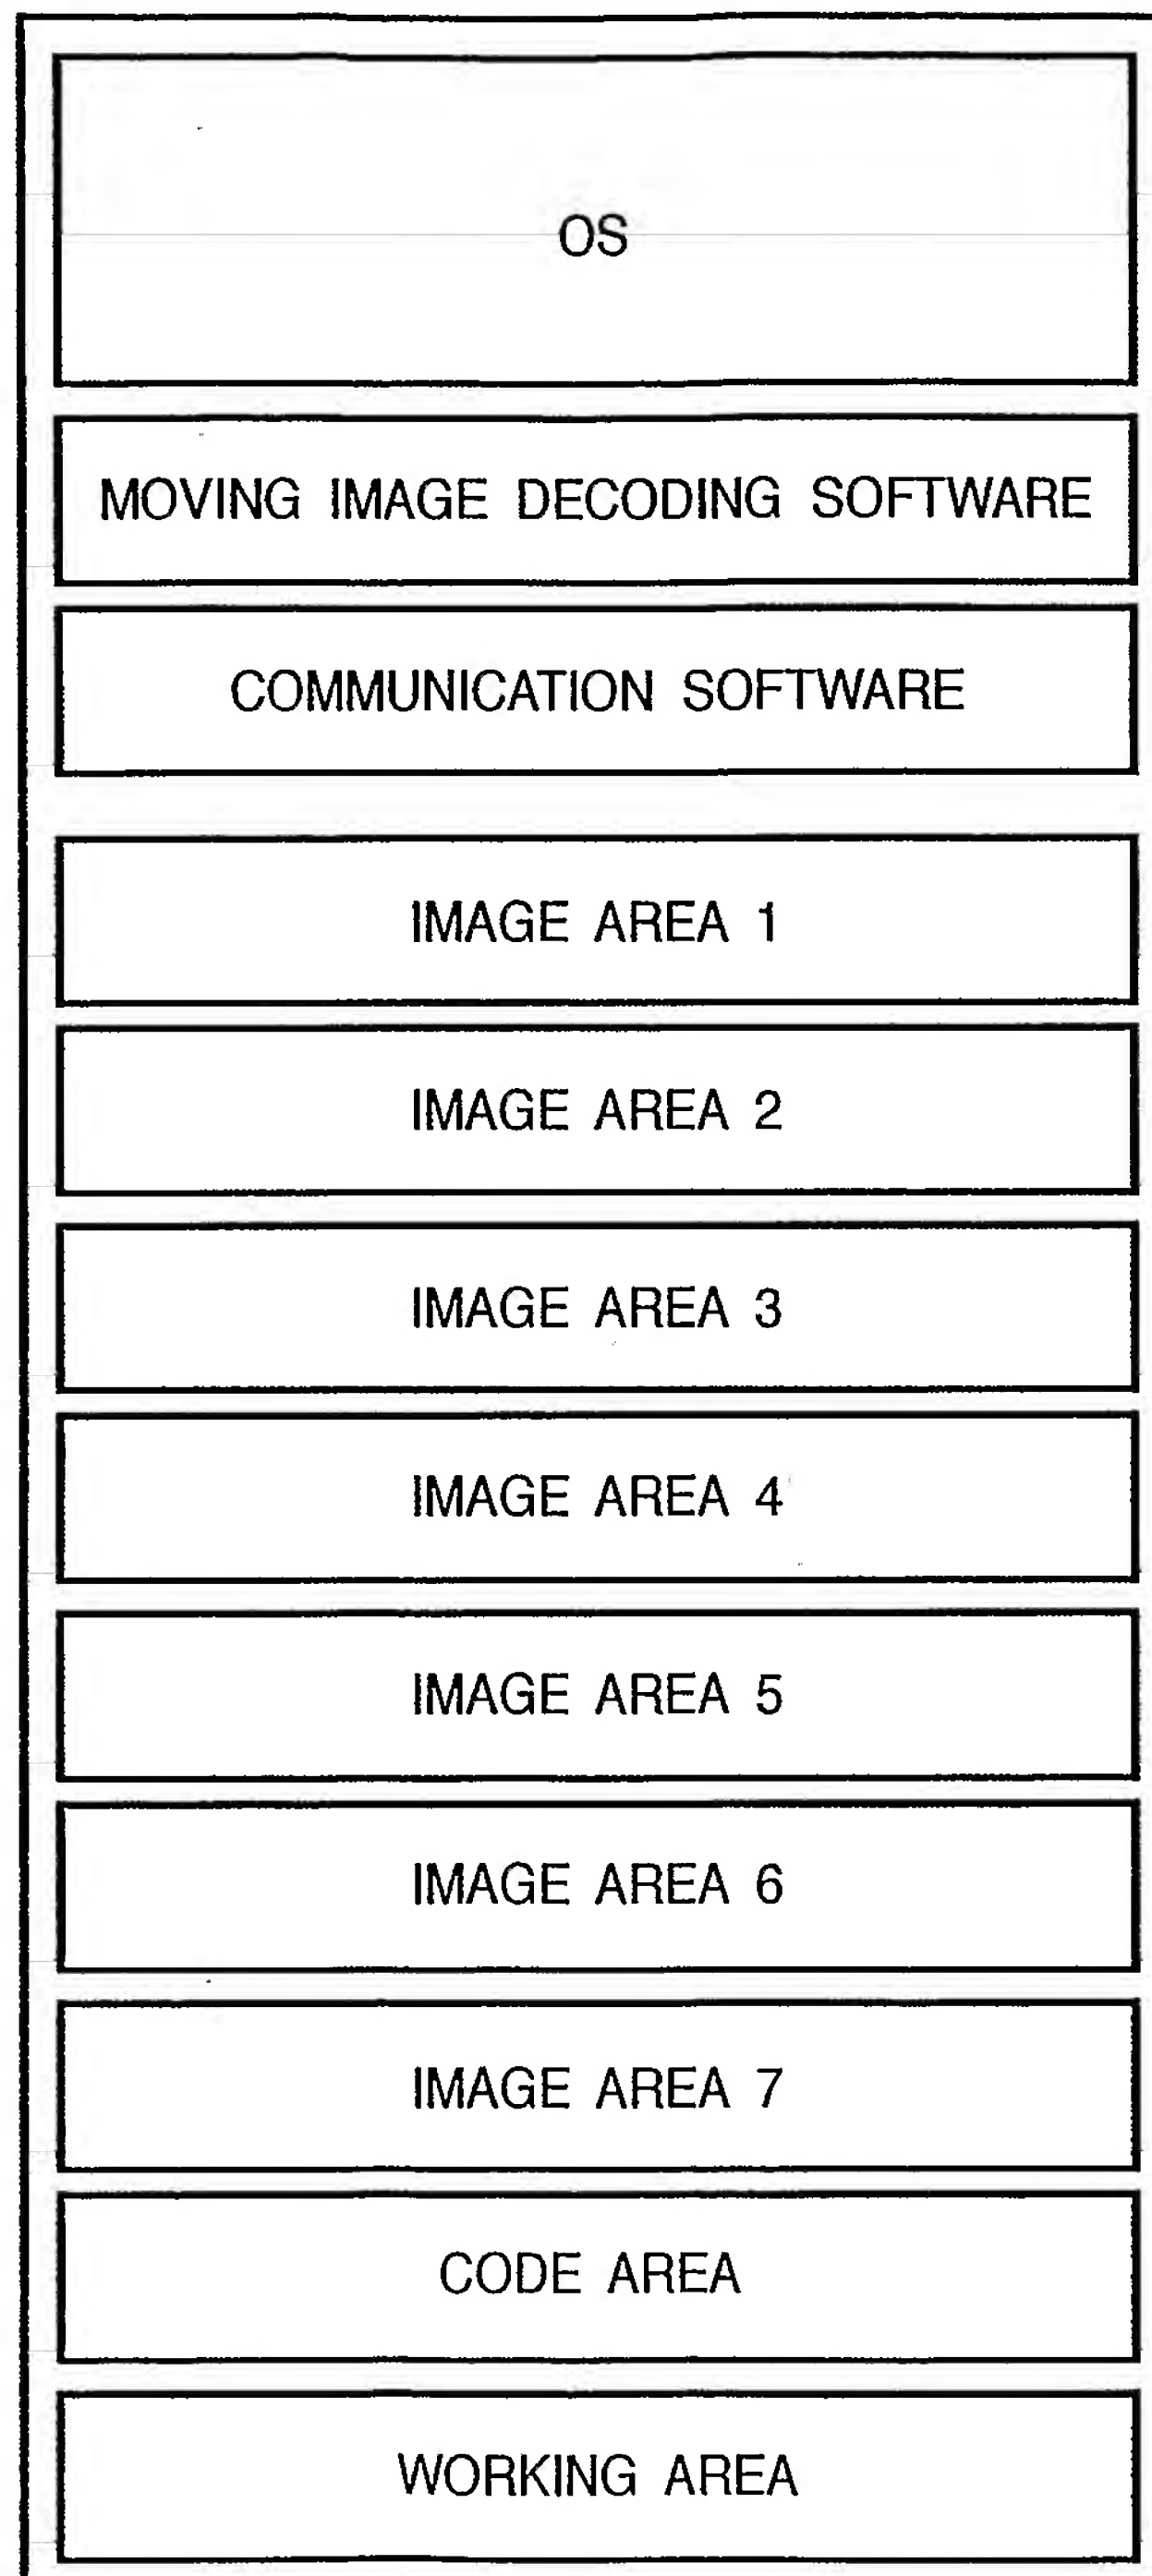 OS
MOVING IMAGE DECODING SOFTWARE
COMMUNICATION SOFTWARE
IMAGE AREA 1
IMAGE AREA 2
IMAGE AREA 3
IMAGE AREA 4
IMAGE AREA 5
IMAGE AREA 6
IMAGE AREA 7
CODE AREA
WORKING AREA